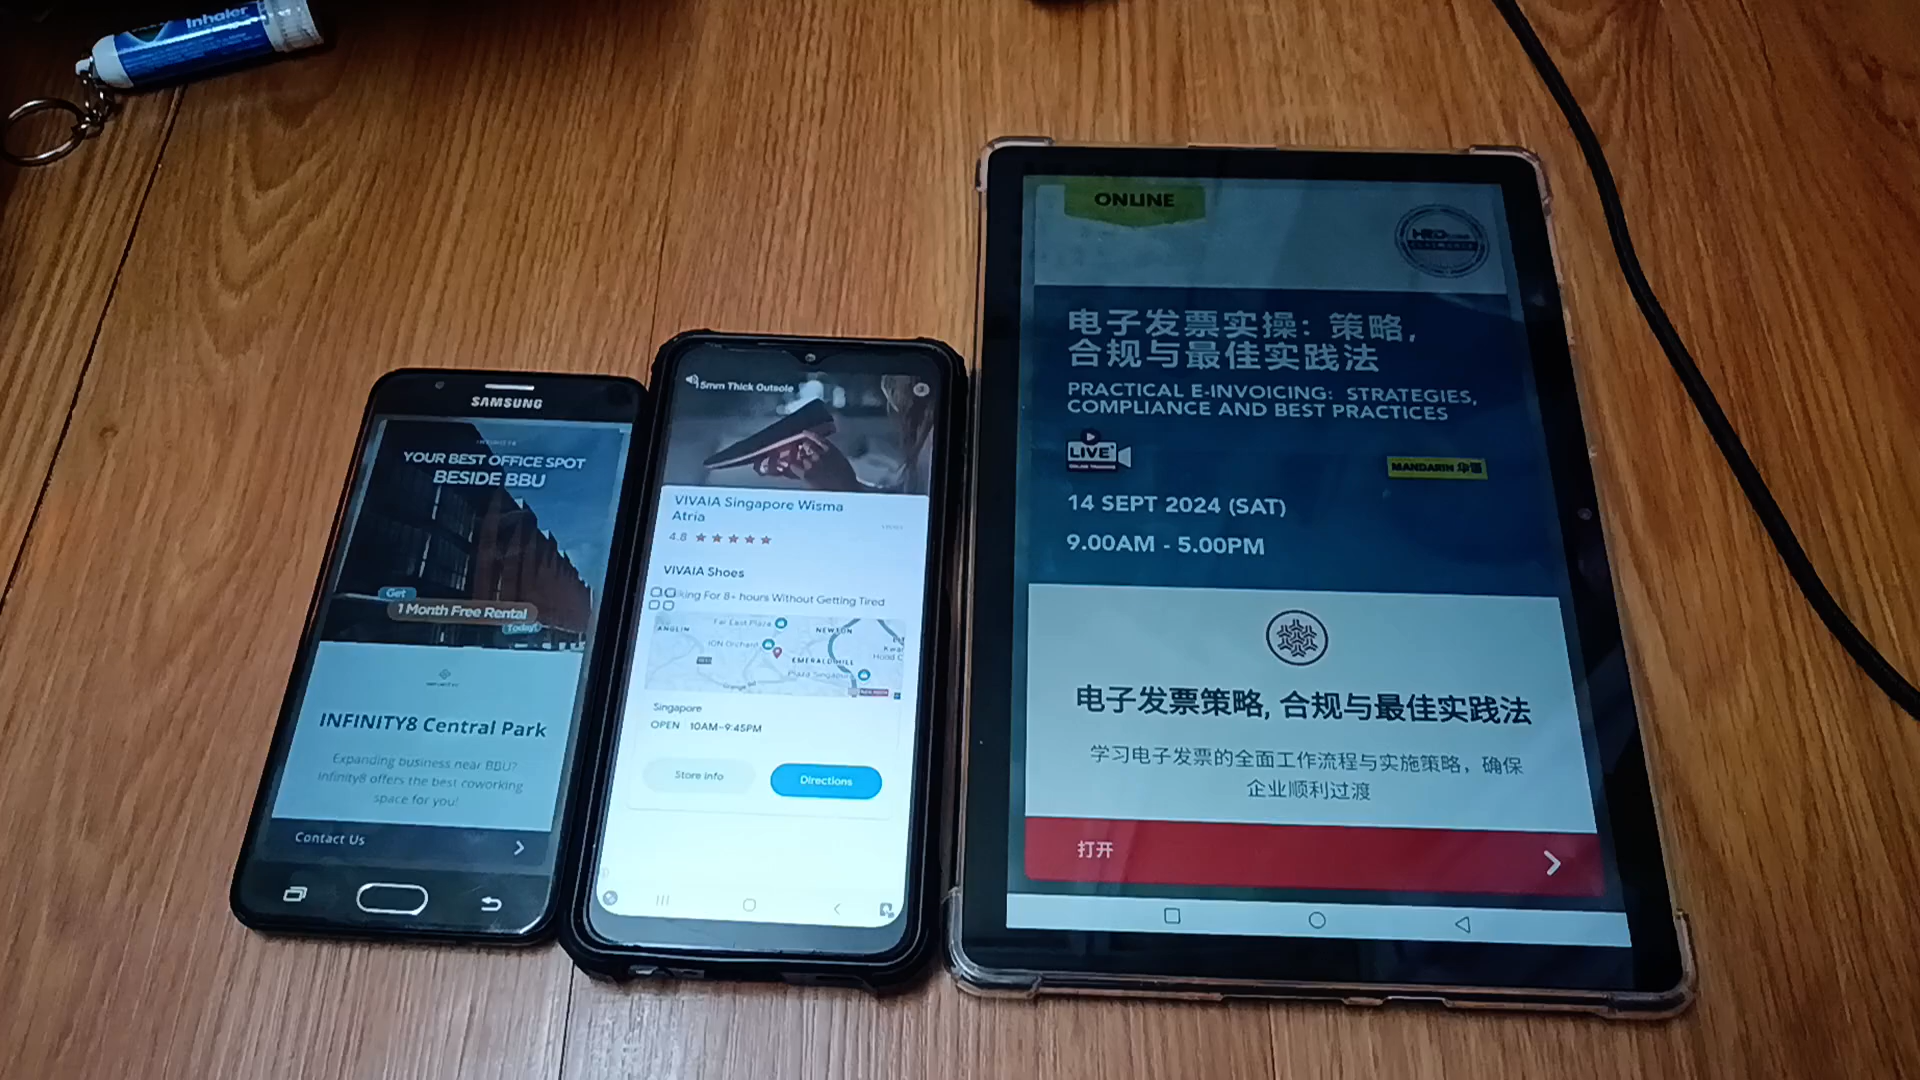 Inhaler
SAMSUNG
YOUR BEST OFFICE SPOT
BESIDE BBU
Get
1 Month Free Rental
Today!
INFINITY8 Central Park
Expanding business near BBU?
Infinity8 offers the best coworking
space for you!
Contact Us
5mm Thick Outsole
VIVAIA Singapore Wisma
Atria
4.8
VIVAIA Shoes
king For 8+ hours Without Getting Tired
Far East Plaza
NEWTON
ION Orchard
EMERALD HILL
Plaza Singapura
Singapore
OPEN 10AM-9:45PM
Store info
Directions
ONLINE
HRD
电子发票实操：策略，
合规与最佳实践法
PRACTICAL E-INVOICING: STRATEGIES,
COMPLIANCE AND BEST PRACTICES
LIVE
MANDARIN 华语
14 SEPT 2024 (SAT)
9.00AM - 5.00PM
电子发票策略, 合规与最佳实践法
学习电子发票的全面工作流程与实施策略，确保
企业顺利过渡
打开